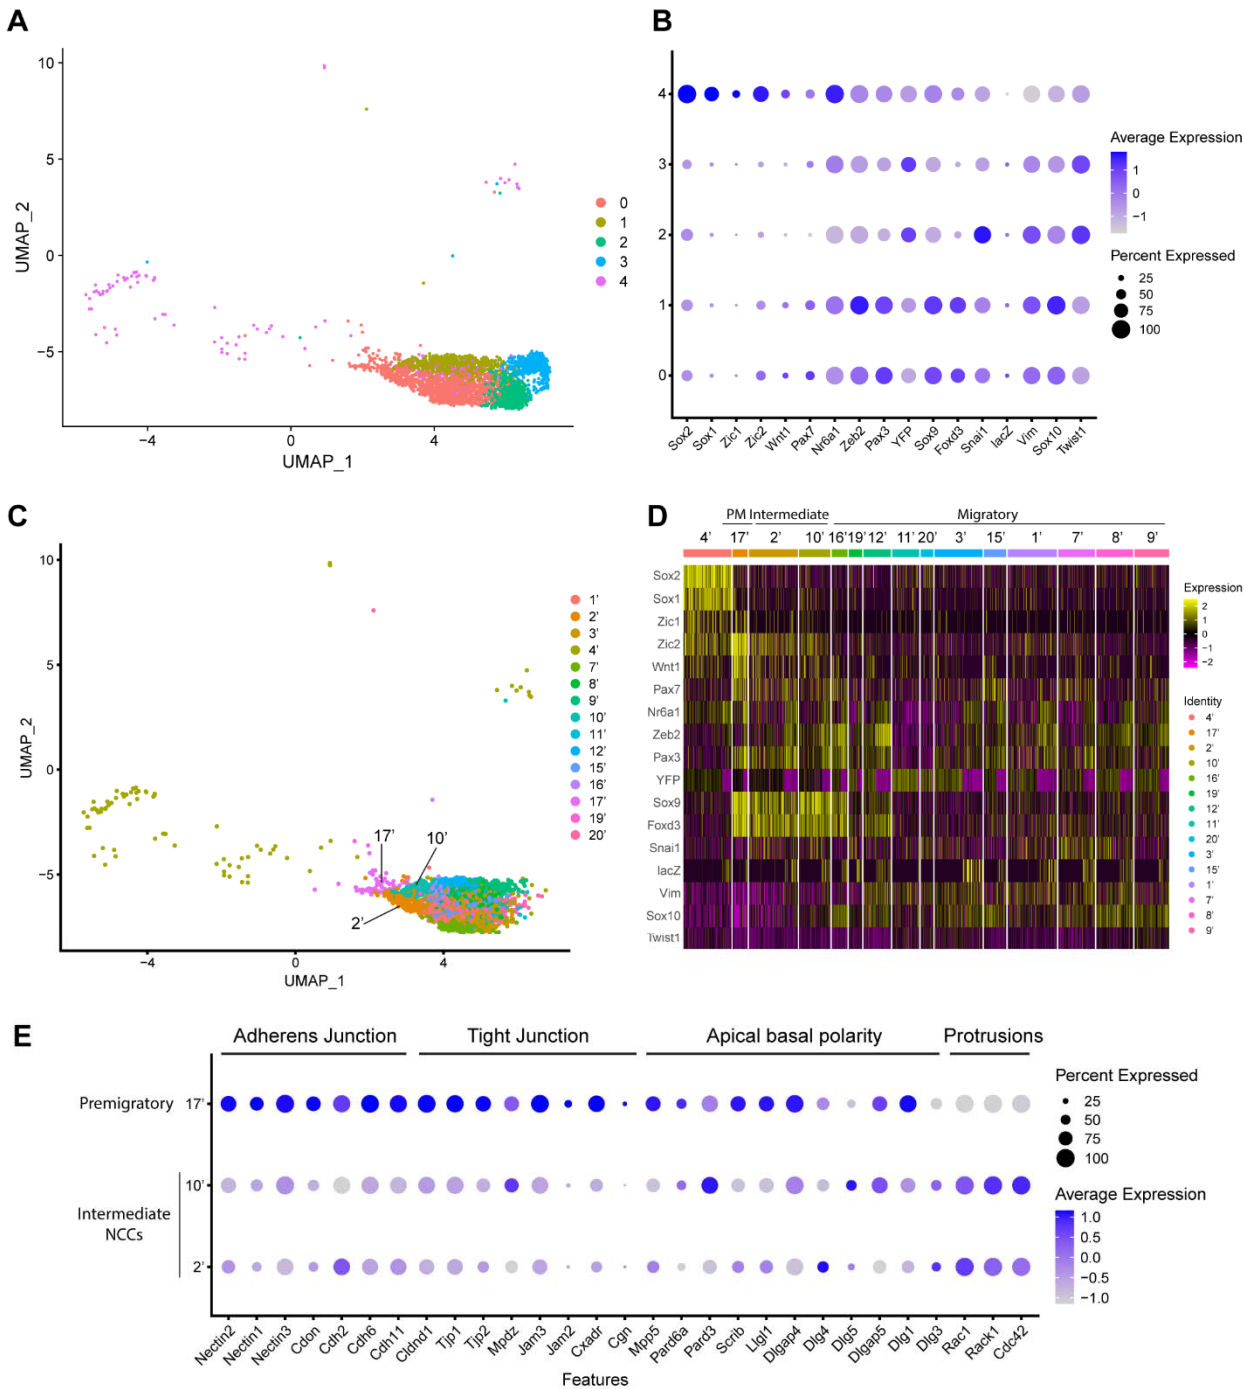 A
10
5
0
−5
UMAP_2
−4
0
4
UMAP_1
0
1
2
3
4
B
4
3
2
1
0
Sox2
Sox1
Zic1
Zic2
Wnt1
Pax7
Nr6a1
Zeb2
Pax3
YFP
Sox9
Foxd3
Snai1
lacZ
Vim
Sox10
Twist1
Average Expression
1
0
−1
Percent Expressed
25
50
75
100
C
10
5
0
−5
UMAP_2
−4
0
4
UMAP_1
17'
10'
2'
1'
2'
3'
4'
7'
8'
9'
10'
11'
12'
15'
16'
17'
19'
20'
D
PM Intermediate
Migratory
4' 17' 2' 10' 16' 19' 12' 11' 20' 3' 15' 1' 7' 8' 9'
Sox2
Sox1
Zic1
Zic2
Wnt1
Pax7
Nr6a1
Zeb2
Pax3
YFP
Sox9
Foxd3
Snai1
lacZ
Vim
Sox10
Twist1
Expression
2
1
0
−1
−2
Identity
4'
17'
2'
10'
16'
19'
12'
11'
20'
3'
15'
1'
7'
8'
9'
E
Adherens Junction
Tight Junction
Apical basal polarity
Protrusions
Premigratory 17'
10'
Intermediate
NCCs
2'
Nectin2
Nectin1
Nectin3
Cdon
Cdh2
Cdh6
Cdh11
Cldnd1
Tjp1
Tjp2
Mpdz
Jam3
Jam2
Cxadr
Cgn
Mpp5
Pard6a
Pard3
Scrib
Llgl1
Dlgap4
Dlg4
Dlg5
Dlgap5
Dlg1
Dlg3
Rac1
Rack1
Cdc42
Features
Percent Expressed
25
50
75
100
Average Expression
1.0
0.5
0.0
−0.5
−1.0